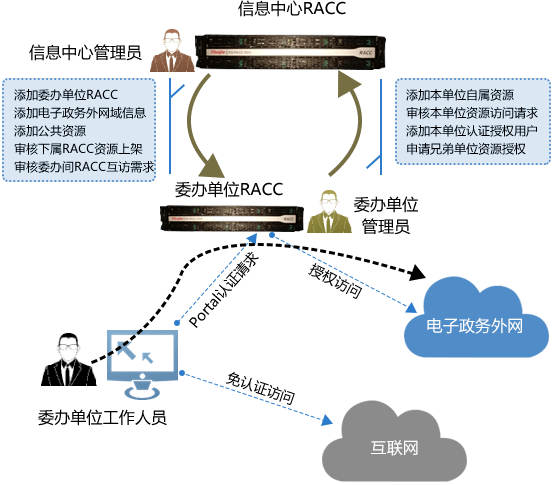 信息中心RACC
信息中心管理员
RACC
添加委办单位RACC
添加电子政务外网域信息
添加公共资源
审核下属RACC资源上架
审核委办间RACC互访需求
添加本单位自属资源
审核本单位资源访问请求
添加本单位认证授权用户
申请兄弟单位资源授权
委办单位RACC
RACC
委办单位
管理员
Portal认证请求
授权访问
电子政务外网
委办单位工作人员
免认证访问
互联网